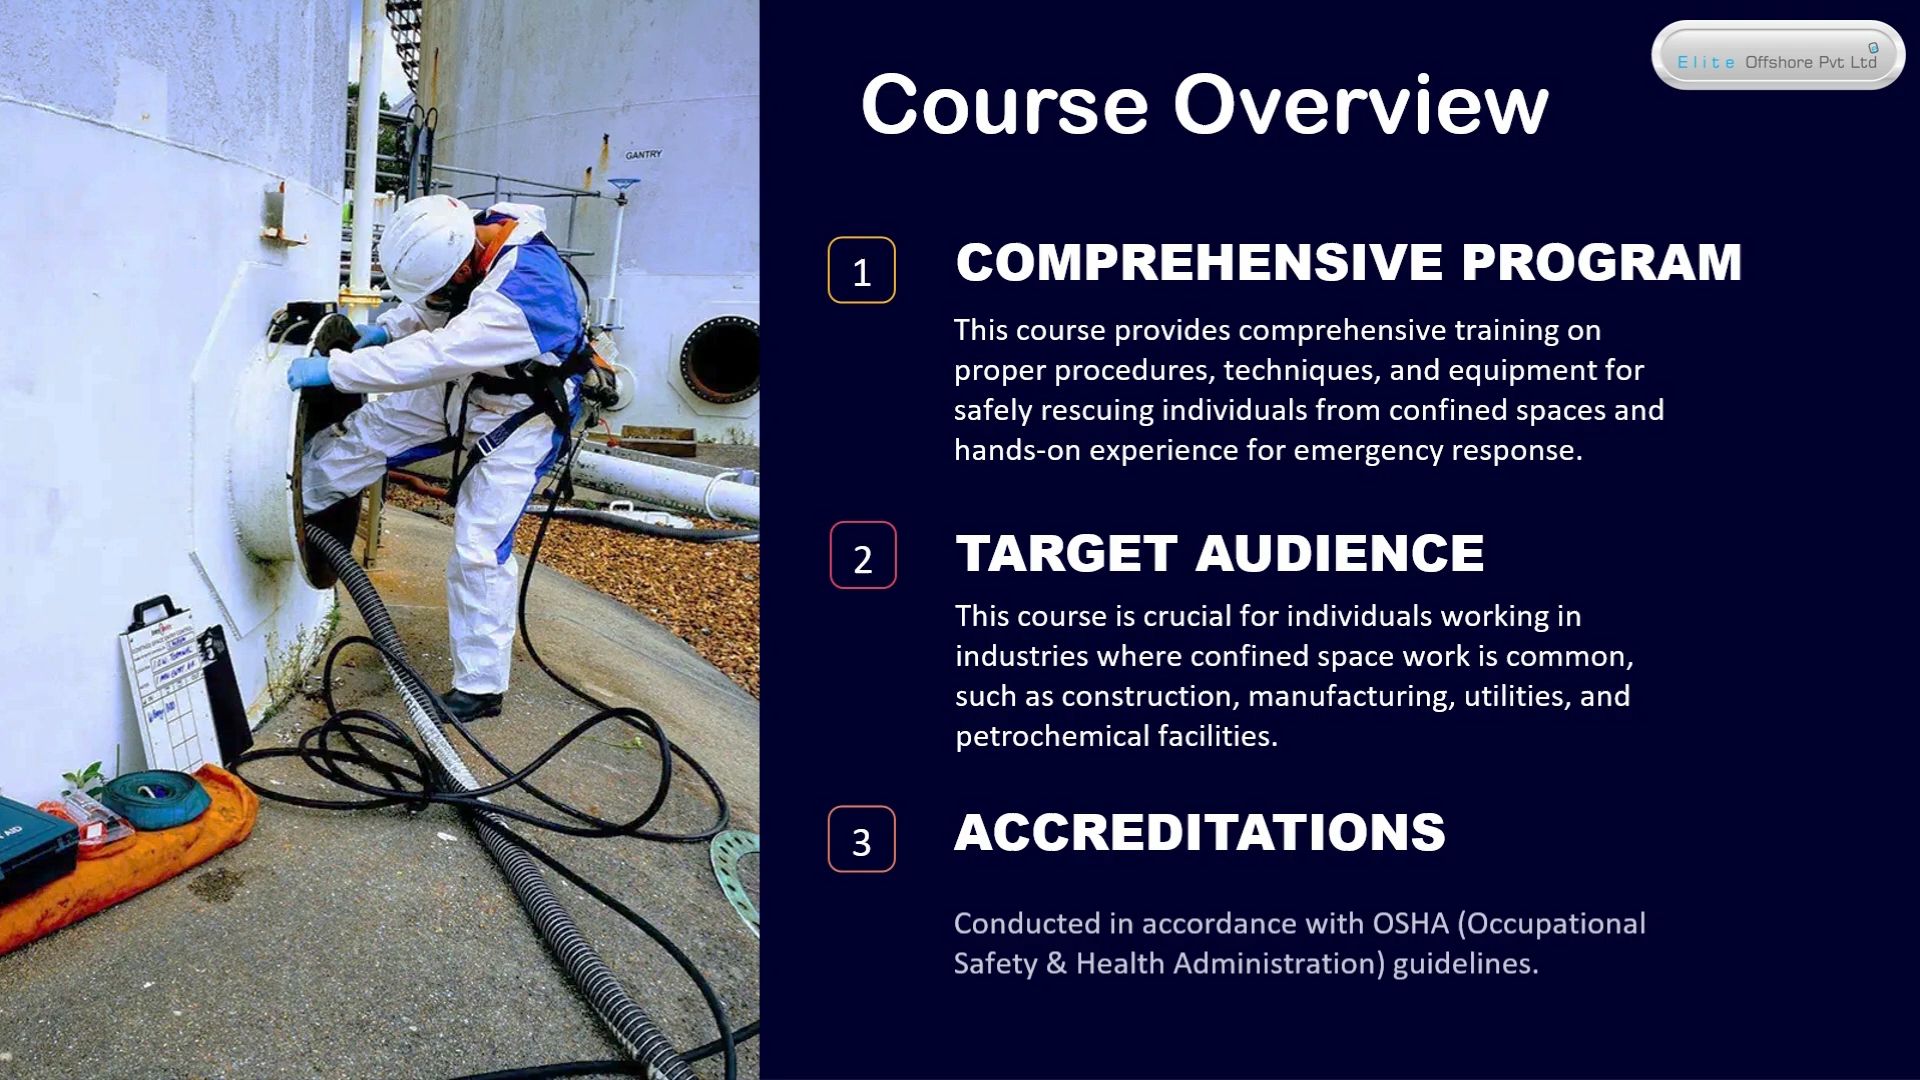 Elite Offshore Pvt Ltd
Course Overview
GANTRY
1
COMPREHENSIVE PROGRAM
This course provides comprehensive training on
proper procedures, techniques, and equipment for
safely rescuing individuals from confined spaces and
hands-on experience for emergency response.
2
TARGET AUDIENCE
This course is crucial for individuals working in
industries where confined space work is common,
such as construction, manufacturing, utilities, and
petrochemical facilities.
3
ACCREDITATIONS
Conducted in accordance with OSHA (Occupational
Safety & Health Administration) guidelines.
AID